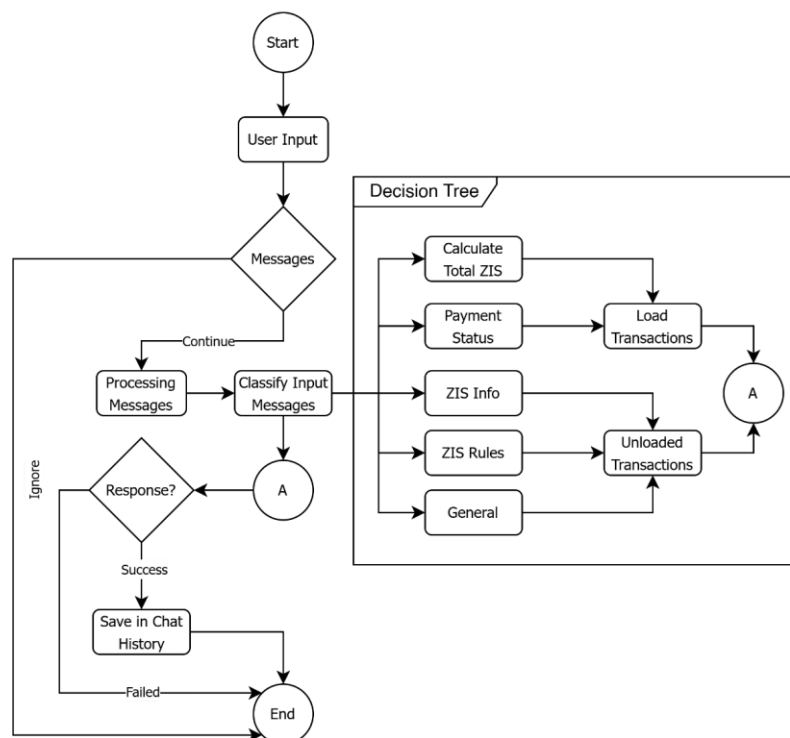 Start
User Input
Decision Tree
Messages
Calculate
Total ZIS
Payment
Status
Load
Transactions
Continue
Processing
Messages
Classify Input
Messages
ZIS Info
A
ZIS Rules
Unloaded
Transactions
General
Ignore
Response?
A
Success
Save in Chat
History
Failed
End